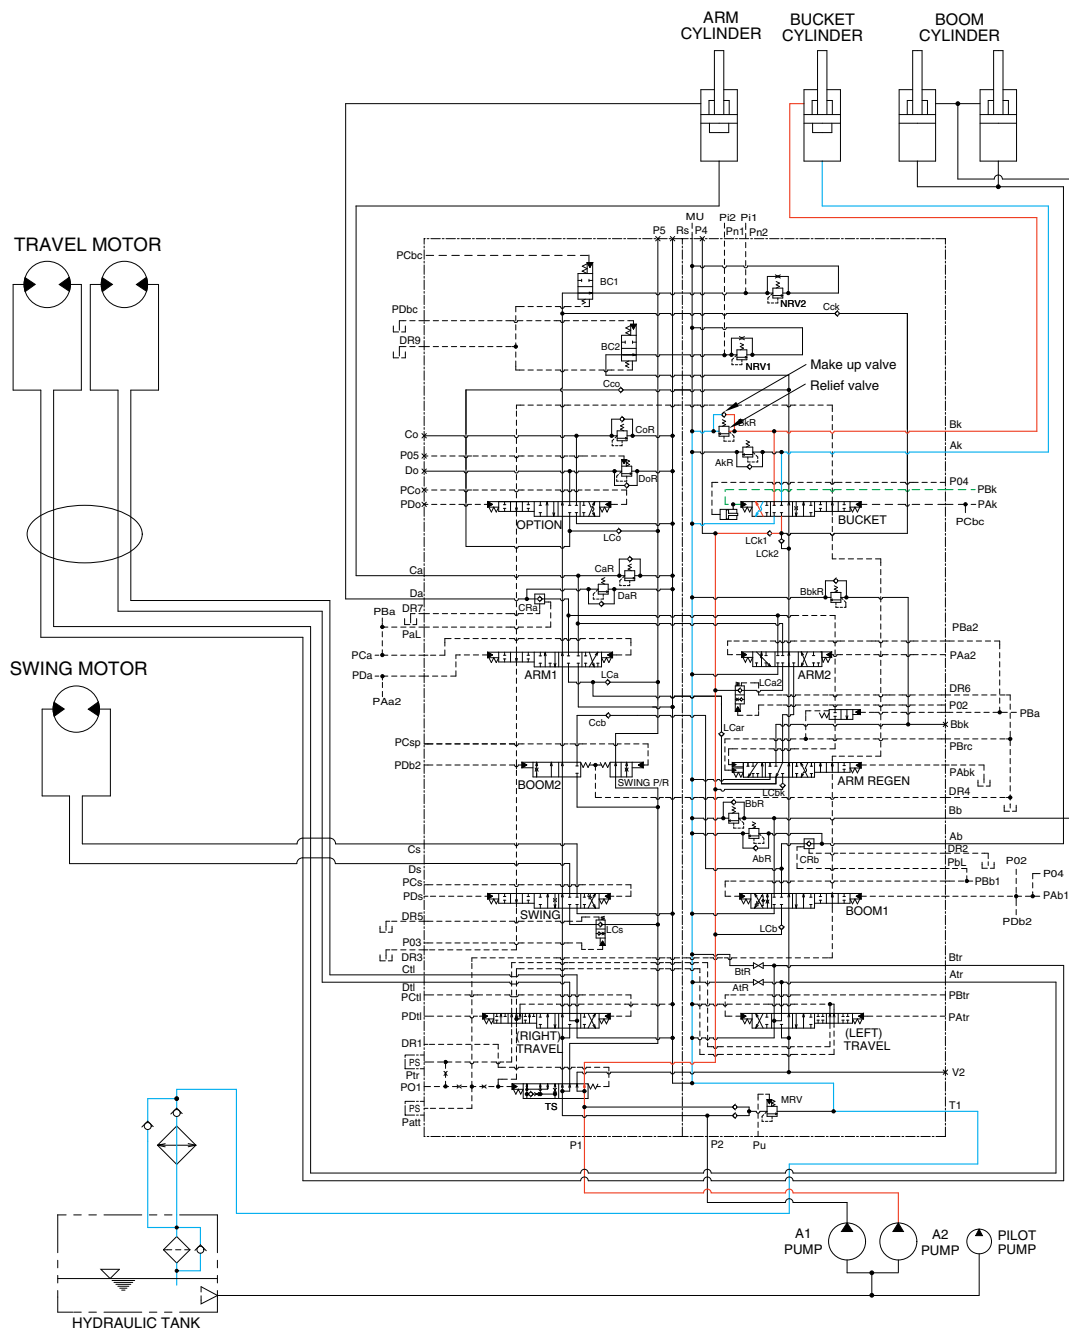 ARM
CYLINDER
BUCKET
CYLINDER
BOOM
CYLINDER
TRAVEL MOTOR
MU
Pi2
Pi1
P5
Rs
P4
Pn1
Pn2
PCbc
BC1
NRV2
PDbc
Cck
DR9
BC2
NRV1
Make up valve
Cco
Relief valve
Co
CoR
BkR
Bk
P05
Ak
Do
DoR
AkR
PCo
P04
PDo
PBk
OPTION
BUCKET
PAk
PCbc
LCo
LCk1
LCk2
Ca
CaR
Da
DaR
BbkR
PBa
DR7
CRa
PaL
PBa2
PCa
PAa2
PDa
ARM1
ARM2
SWING MOTOR
PAa2
LCa
LCa2
DR6
P02
Ccb
LCar
PBa
Bbk
PCsp
PBrc
PDb2
PAbk
BOOM2
SWING P/R
ARM REGEN
LCbk
DR4
BbR
Bb
Cs
AbR
CRb
Ab
DR2
Ds
PbL
P02
PCs
PBb1
P04
PDs
PAb1
SWING
BOOM1
DR5
LCs
PDb2
P03
LCb
DR3
Btr
Ctl
BtR
Atr
Dtl
AtR
PCtl
PBtr
PDtl
PAtr
(RIGHT)
TRAVEL
(LEFT)
TRAVEL
DR1
PS
Ptr
V2
PO1
TS
MRV
PS
T1
Patt
P1
P2
Pu
A1
PUMP
A2
PUMP
PILOT
PUMP
HYDRAULIC TANK